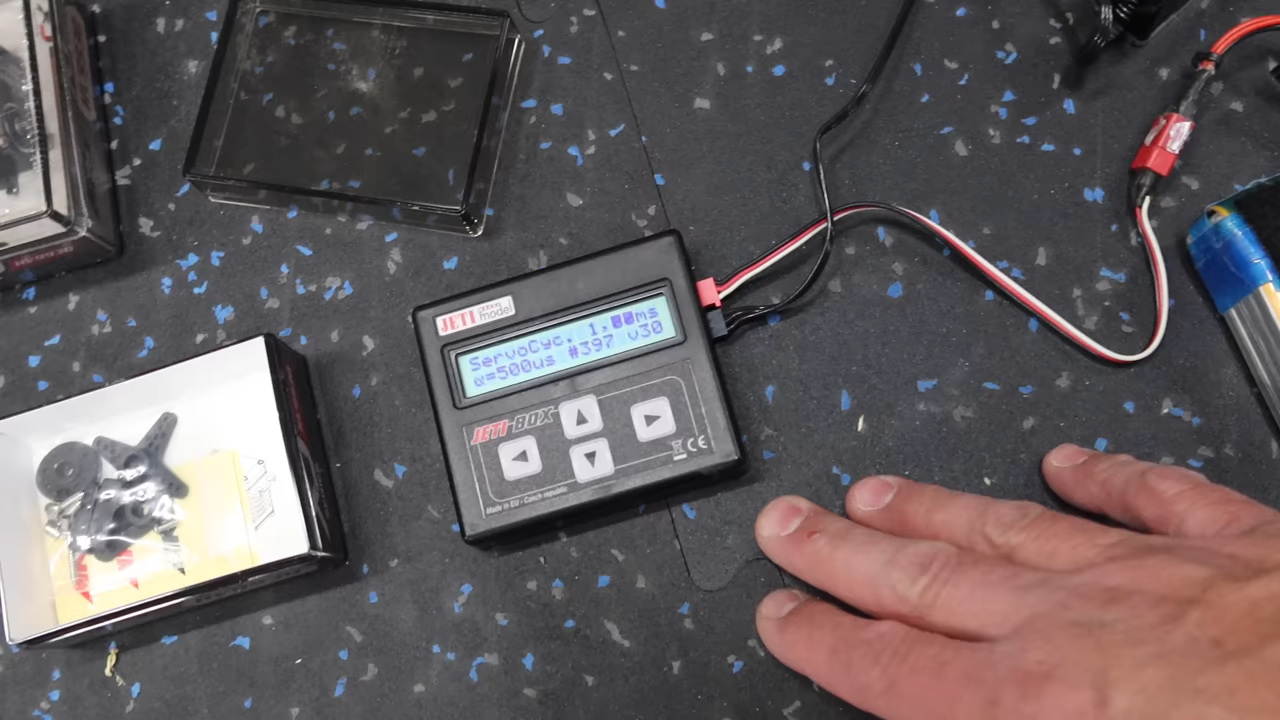 JETI model
ServoCyc. 1,00ms
α=500us #397 v30
JETI-BOX
CE
Made in EU - Czech republic